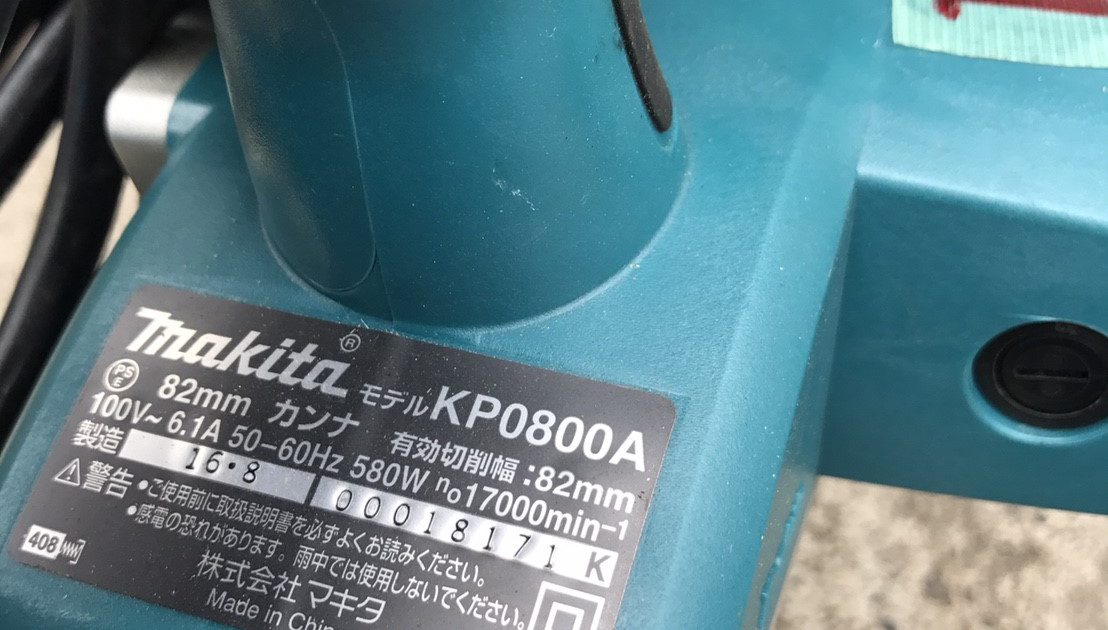 makita® モデル KP0800A
PSE 82mm カンナ 有効切削幅:82mm
100V~ 6.1A 50-60Hz 580W n₀17000min-1
製造 16・8 00018171 K
⚠警告 •ご使用前に取扱説明書を必ずよくお読みください。
•感電の恐れがあります。雨中では使用しないでください。
408
株式会社 マキタ
Made in Chin